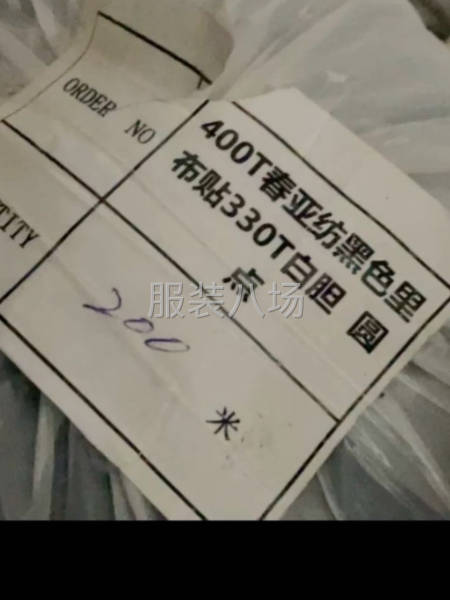 ORDER NO
400T春亚纺黑色里
布贴330T白胆 圆
点
TITY
200
米
服装八场